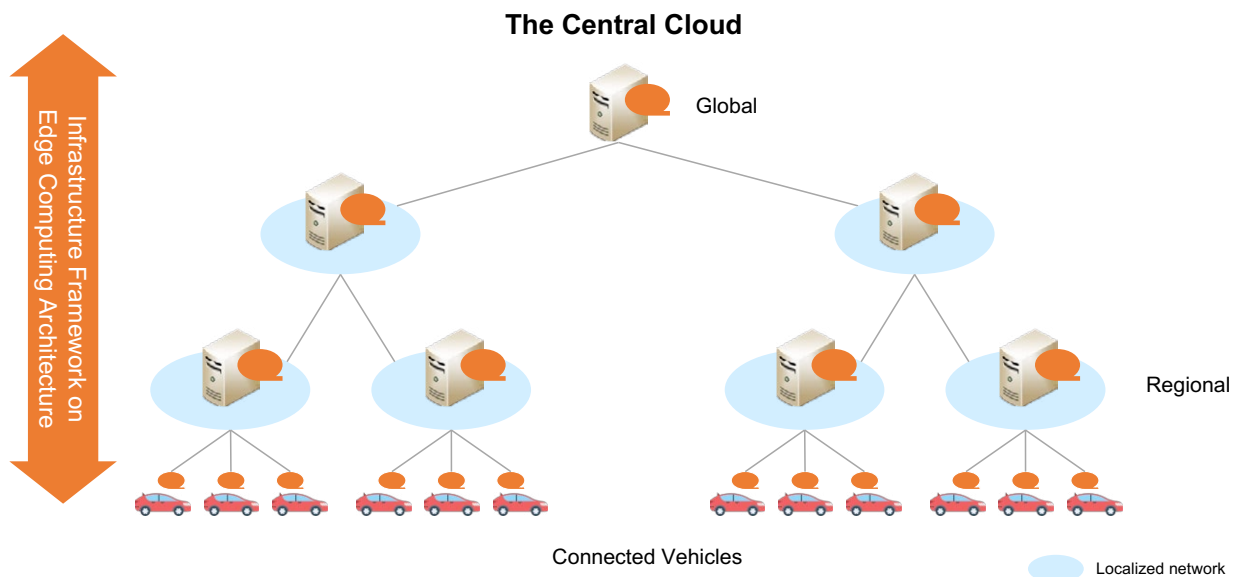 The Central Cloud
Global
Infrastructure Framework on
Edge Computing Architecture
Regional
Connected Vehicles
Localized network